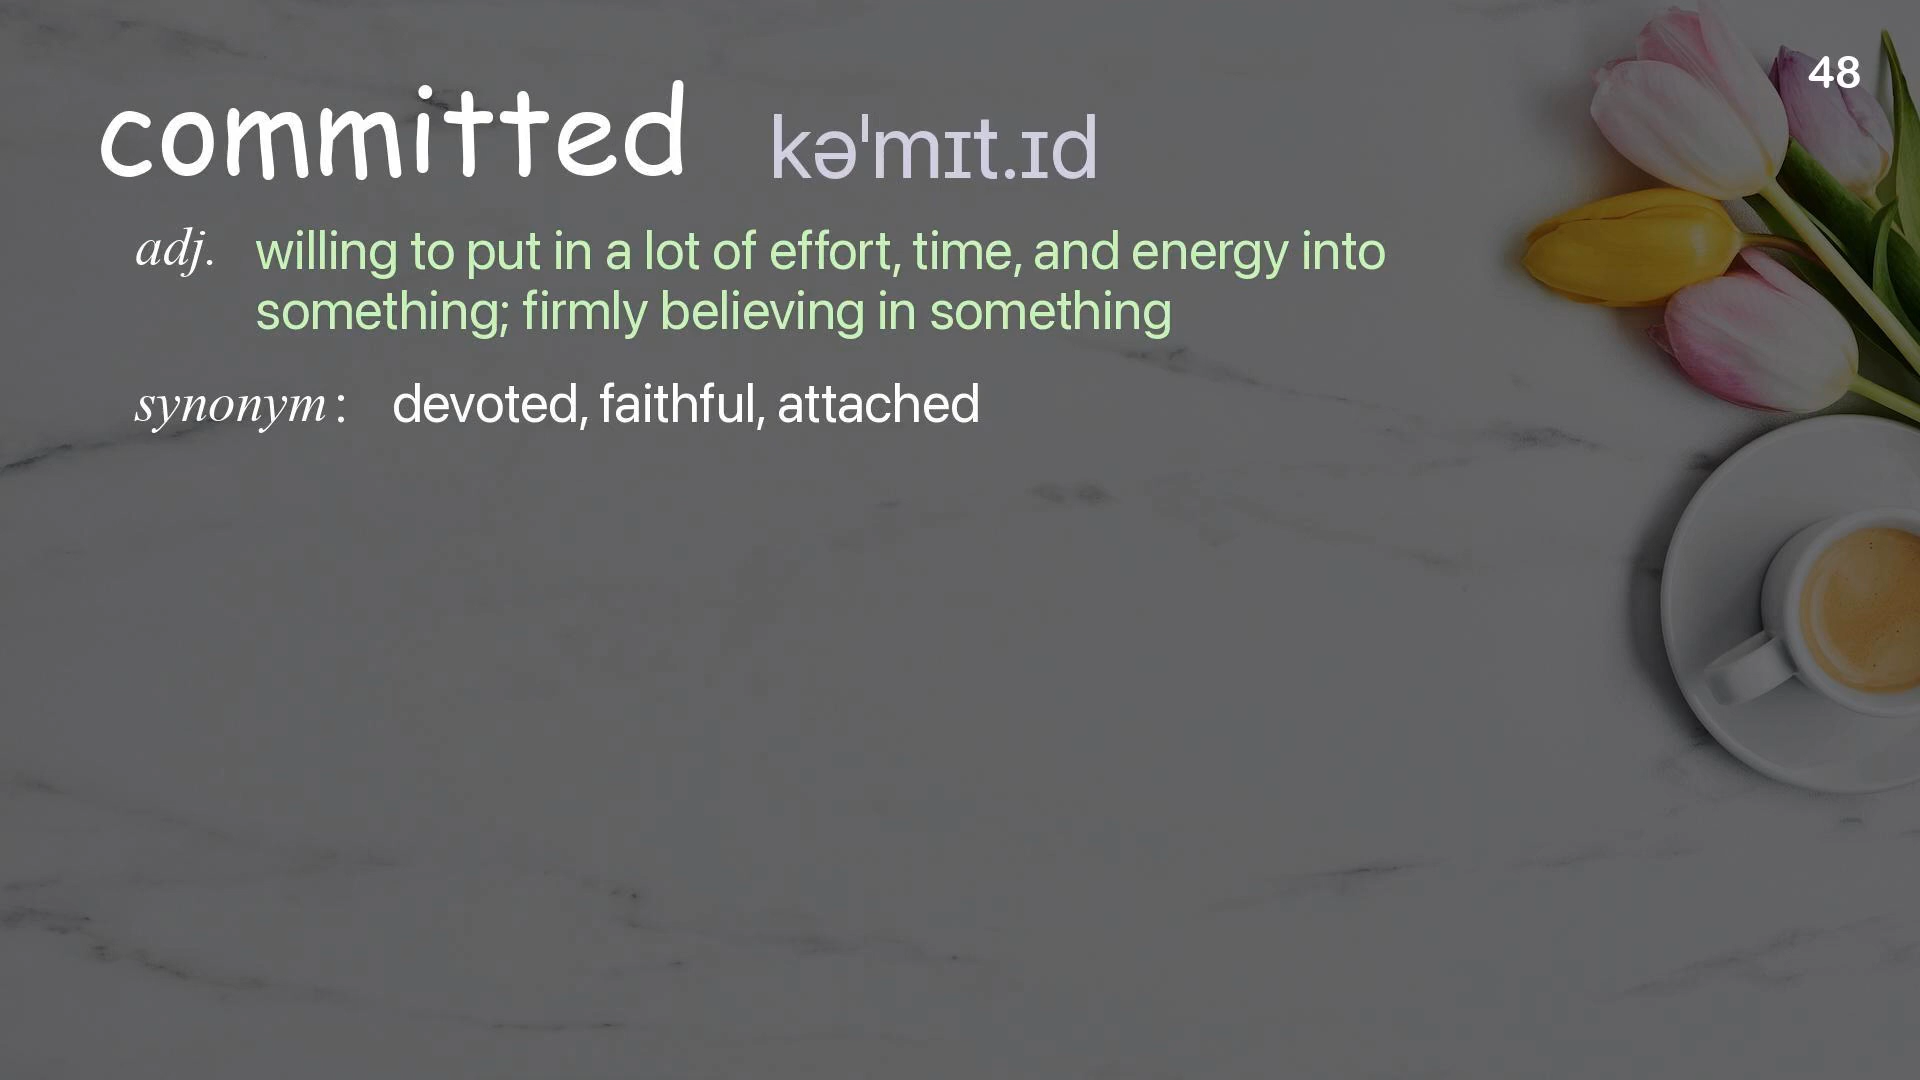 48
committed kəˈmɪt.ɪd
adj. willing to put in a lot of effort, time, and energy into
something; firmly believing in something
synonym: devoted, faithful, attached